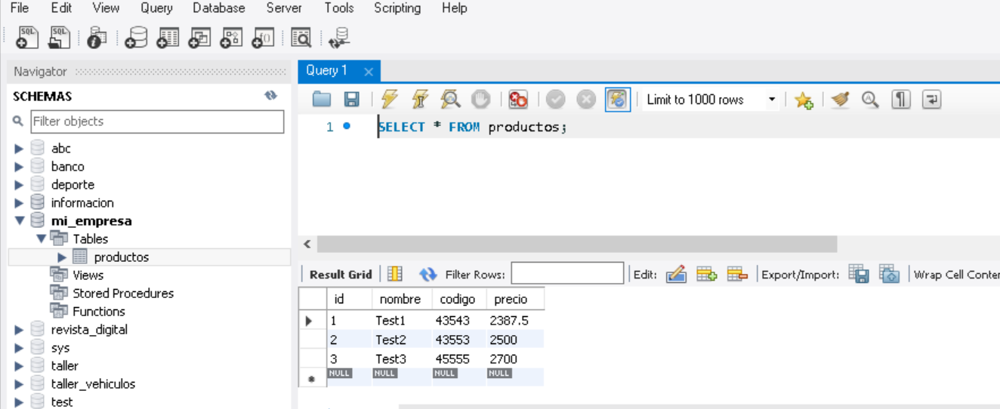 File Edit View Query Database Server Tools Scripting Help
SQL SQL
Navigator
SCHEMAS
Filter objects
abc
banco
deporte
informacion
mi_empresa
Tables
productos
Views
Stored Procedures
Functions
revista_digital
sys
taller
taller_vehiculos
test
Query 1
Limit to 1000 rows
1 SELECT * FROM productos;
Result Grid Filter Rows: Edit: Export/Import: Wrap Cell Conter
id nombre codigo precio
1 Test1 43543 2387.5
2 Test2 43553 2500
3 Test3 45555 2700
NULL NULL NULL NULL